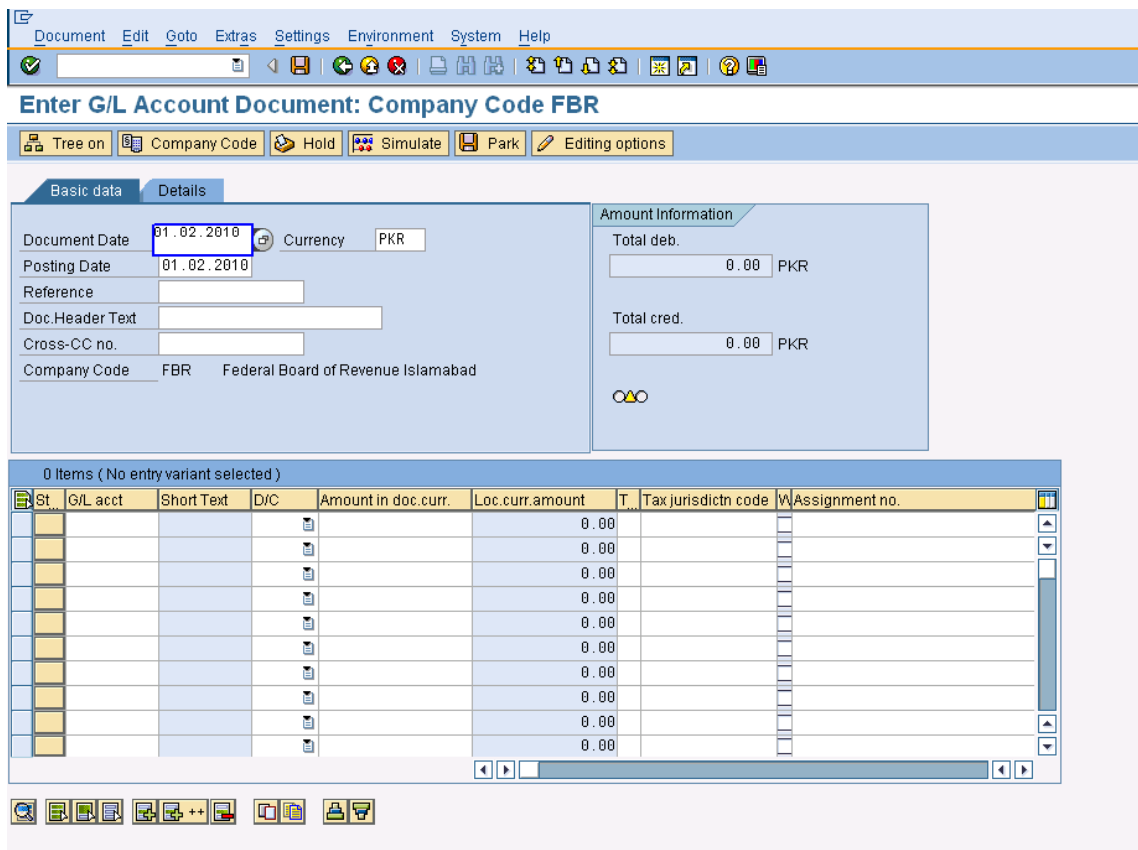 Document Edit Goto Extras Settings Environment System Help
Enter G/L Account Document: Company Code FBR
Tree on Company Code Hold Simulate Park Editing options
Basic data Details
Amount Information
Document Date 01.02.2010 Currency PKR
Total deb.
Posting Date 01.02.2010
0.00 PKR
Reference
Doc.Header Text
Total cred.
Cross-CC no.
0.00 PKR
Company Code FBR Federal Board of Revenue Islamabad
0 Items ( No entry variant selected )
St... G/L acct Short Text D/C Amount in doc.curr. Loc.curr.amount T... Tax jurisdictn code W Assignment no.
0.00
0.00
0.00
0.00
0.00
0.00
0.00
0.00
0.00
0.00